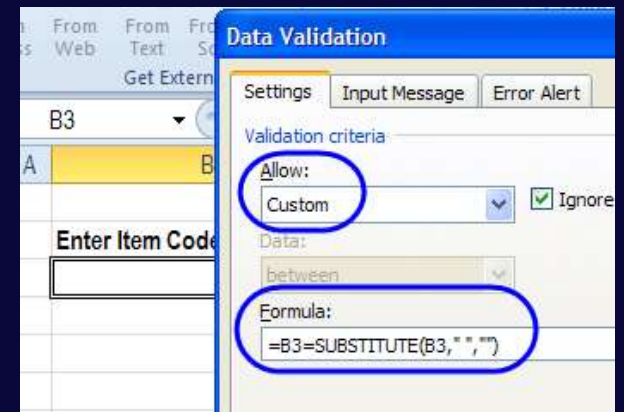 From From
Web Text
Get Extern
Data Validation
Settings Input Message Error Alert
B3
Validation criteria
A B
Allow:
Custom Ignore
Enter Item Code
Data:
between
Formula:
=B3=SUBSTITUTE(B3," ","")